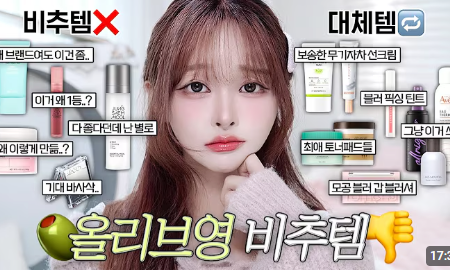 비추템❌
대체템🔁
브랜드여도 이건 좀..
이거 왜 1등..?
다 좋다던데 난 별로
왜 이렇게 만듦..?
기대 바사삭..
보송한 무기자차 선크림
블러 픽싱 틴트
그냥 이거
최애 토너패드들
모공 블러 갑 블러셔
올리브영 비추템
17:3